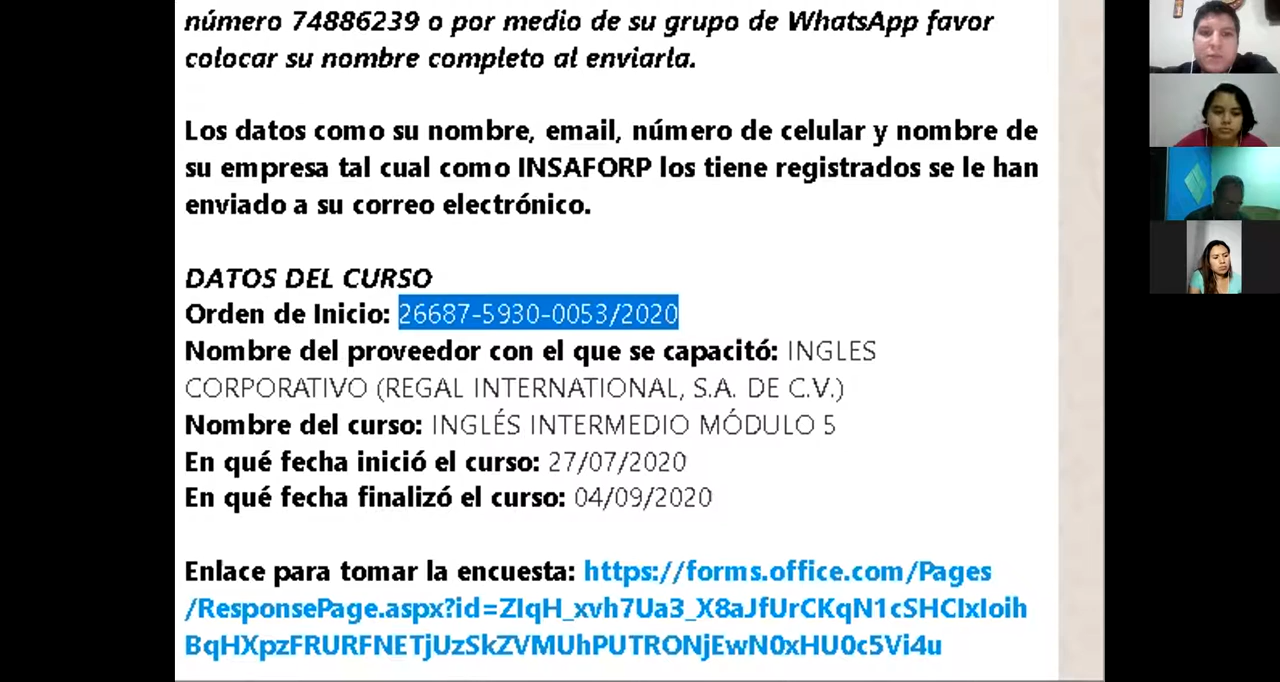 número 74886239 o por medio de su grupo de WhatsApp favor
colocar su nombre completo al enviarla.
Los datos como su nombre, email, número de celular y nombre de
su empresa tal cual como INSAFORP los tiene registrados se le han
enviado a su correo electrónico.
DATOS DEL CURSO
Orden de Inicio: 26687-5930-0053/2020
Nombre del proveedor con el que se capacitó: INGLES
CORPORATIVO (REGAL INTERNATIONAL, S.A. DE C.V.)
Nombre del curso: INGLÉS INTERMEDIO MÓDULO 5
En qué fecha inició el curso: 27/07/2020
En qué fecha finalizó el curso: 04/09/2020
Enlace para tomar la encuesta: https://forms.office.com/Pages
/ResponsePage.aspx?id=ZIqH_xvh7Ua3_X8aJfUrCKqN1cSHCIxIoih
BqHXpzFRURFNETjUzSkZVMUhPUTRONjEwN0xHU0c5Vi4u